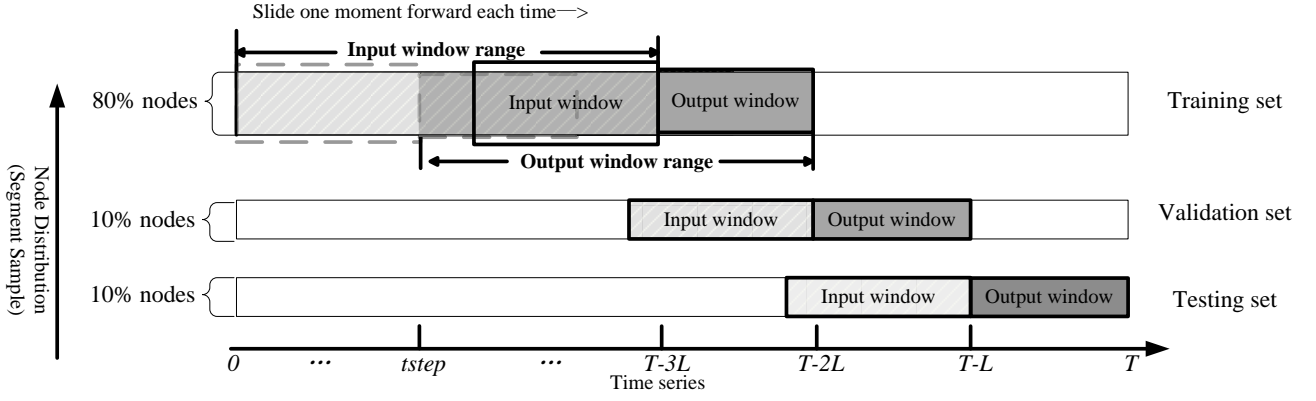 Slide one moment forward each time—>
Input window range
80% nodes
Input window
Output window
Training set
Output window range
Node Distribution
(Segment Sample)
10% nodes
Input window
Output window
Validation set
10% nodes
Input window
Output window
Testing set
0
...
tstep
...
T-3L
T-2L
T-L
T
Time series